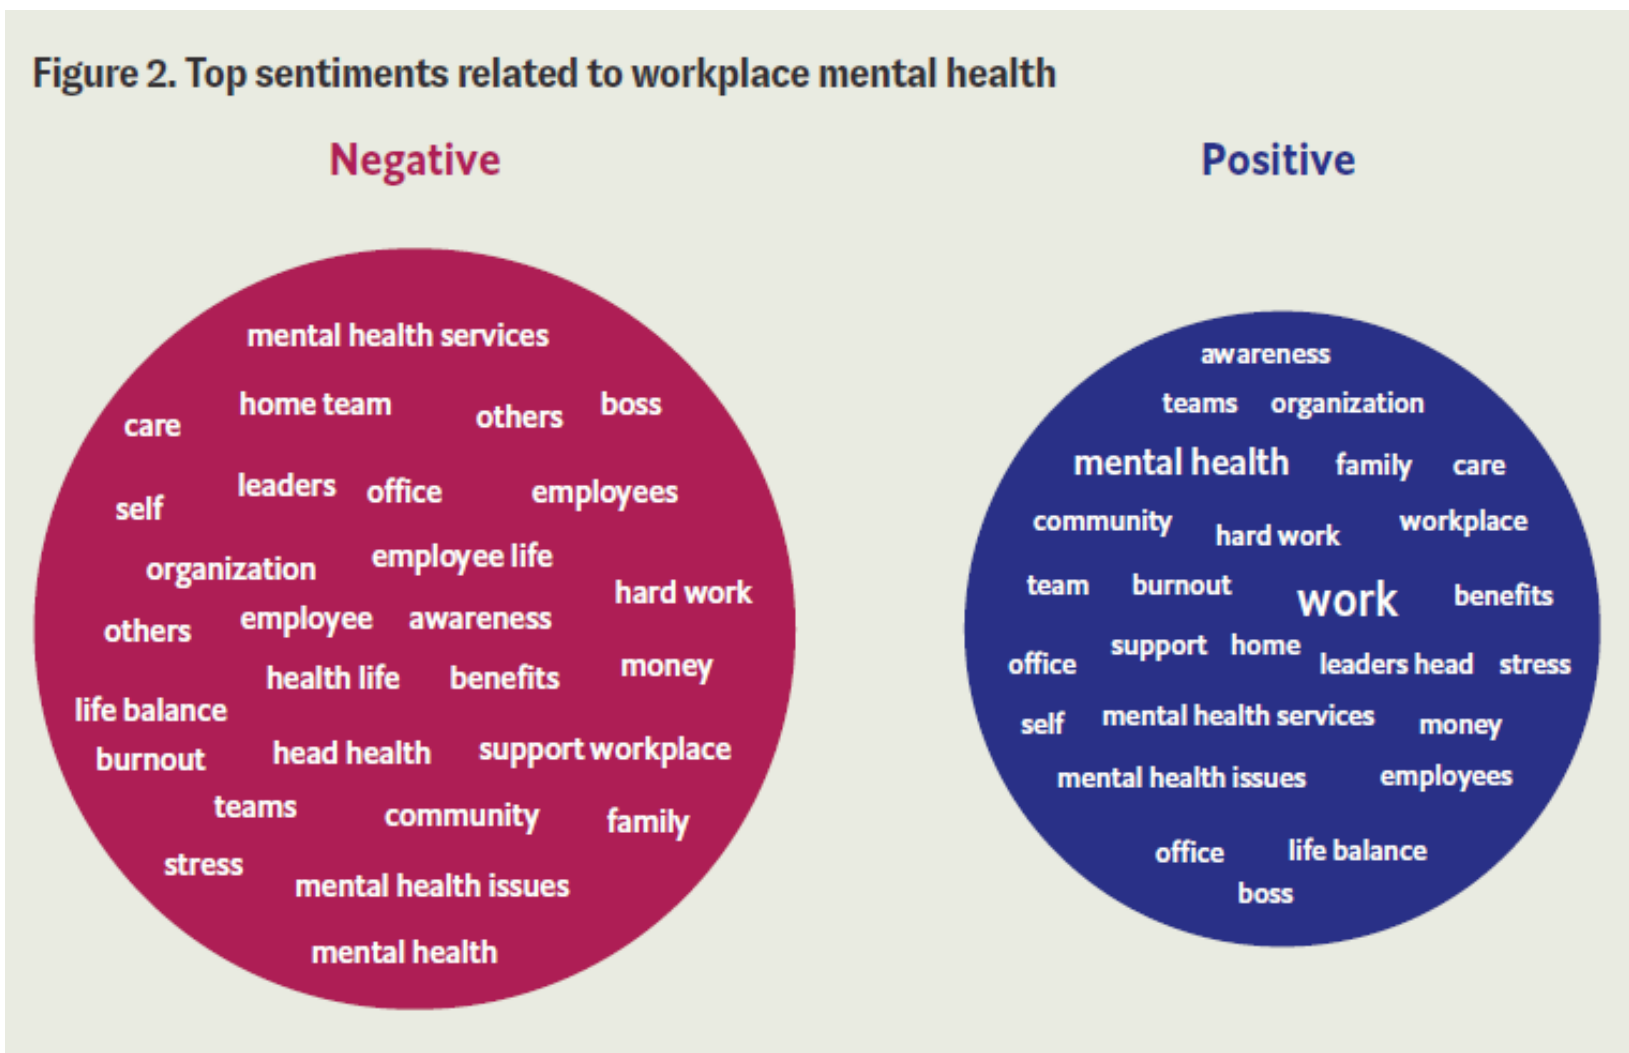 Figure 2. Top sentiments related to workplace mental health
Negative
mental health services
home team
others
boss
care
leaders
office
employees
self
organization
employee life
hard work
others
employee
awareness
health life
benefits
money
life balance
burnout
head health
support workplace
teams
community
family
stress
mental health issues
mental health
Positive
awareness
teams organization
mental health family care
community hard work workplace
team burnout work benefits
support home
office leaders head stress
self mental health services money
mental health issues employees
office life balance
boss